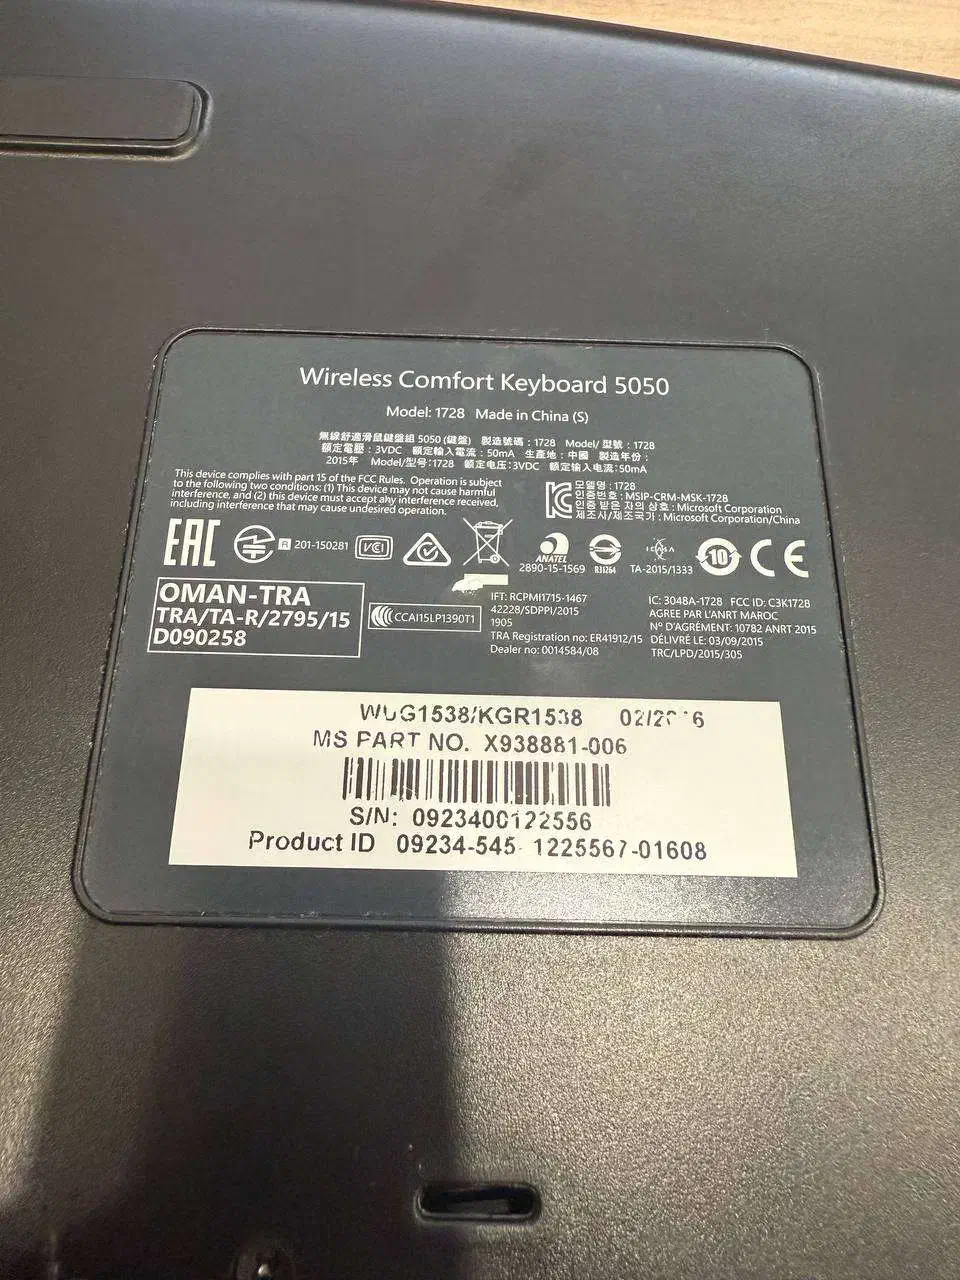 Wireless Comfort Keyboard 5050
Model: 1728 Made in China (S)
無線舒適滑鼠鍵盤組 5050 (鍵盤) 製造號碼：1728 Model/ 型號：1728
額定電壓：3VDC 額定輸入電流：50mA 生產地：中國 製造年份：
2015年 Model/型号：1728 额定电压：3VDC 额定输入电流：50mA
This device complies with part 15 of the FCC Rules. Operation is subject
to the following two conditions: (1) This device may not cause harmful
interference, and (2) this device must accept any interference received,
including interference that may cause undesired operation.
모델명 : 1728
인증번호 : MSIP-CRM-MSK-1728
인증 받은 자의 상호 : Microsoft Corporation
제조사/제조국가 : Microsoft Corporation/China
EAC
R 201-150281
VCI
ANATEL
2890-15-1569
R31264
ICASA
TA-2015/1333
10
CE
OMAN-TRA
TRA/TA-R/2795/15
D090258
CCAI15LP1390T1
IFT: RCPMI1715-1467
42228/SDPPI/2015
1905
TRA Registration no: ER41912/15
Dealer no: 0014584/08
IC: 3048A-1728 FCC ID: C3K1728
AGREE PAR L'ANRT MAROC
N° D'AGRÉMENT: 10782 ANRT 2015
DÉLIVRÉ LE: 03/09/2015
TRC/LPD/2015/305
WUG1538/KGR1538 02/2016
MS PART NO. X938881-006
S/N: 0923400122556
Product ID 09234-545-1225567-01608